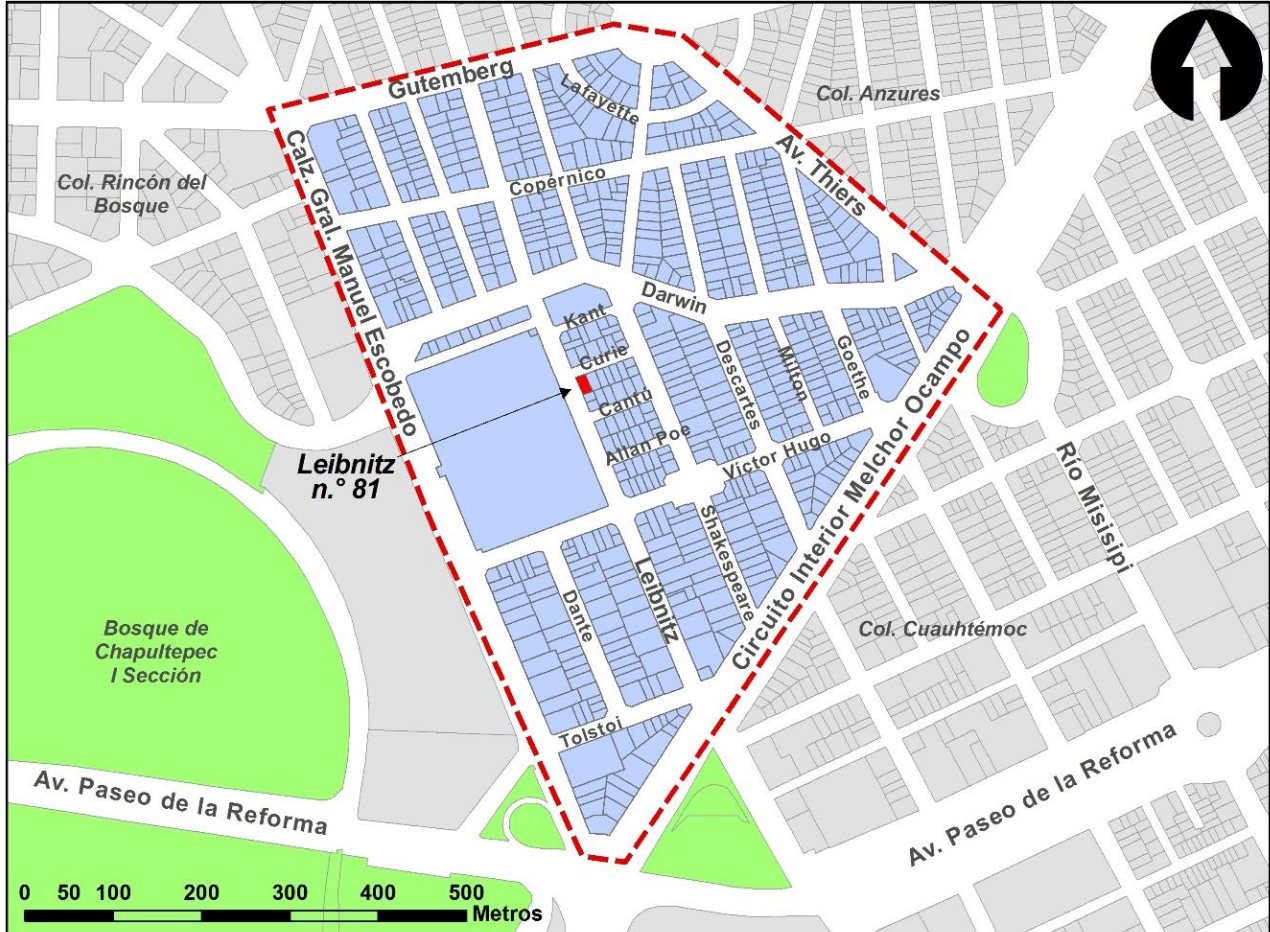 Gutemberg
Lafayette
Col. Anzures
Calz. Gral. Manuel Escobedo
Av. Thiers
Col. Rincón del
Bosque
Copérnico
Darwin
Kant
Curie
Cantú
Allan Poe
Descartes
Milton
Goethe
Víctor Hugo
Leibnitz
n.° 81
Circuito Interior Melchor Ocampo
Río Misisipi
Shakespeare
Leibnitz
Dante
Col. Cuauhtémoc
Bosque de
Chapultepec
I Sección
Tolstoi
Av. Paseo de la Reforma
Av. Paseo de la Reforma
0 50 100 200 300 400 500
Metros